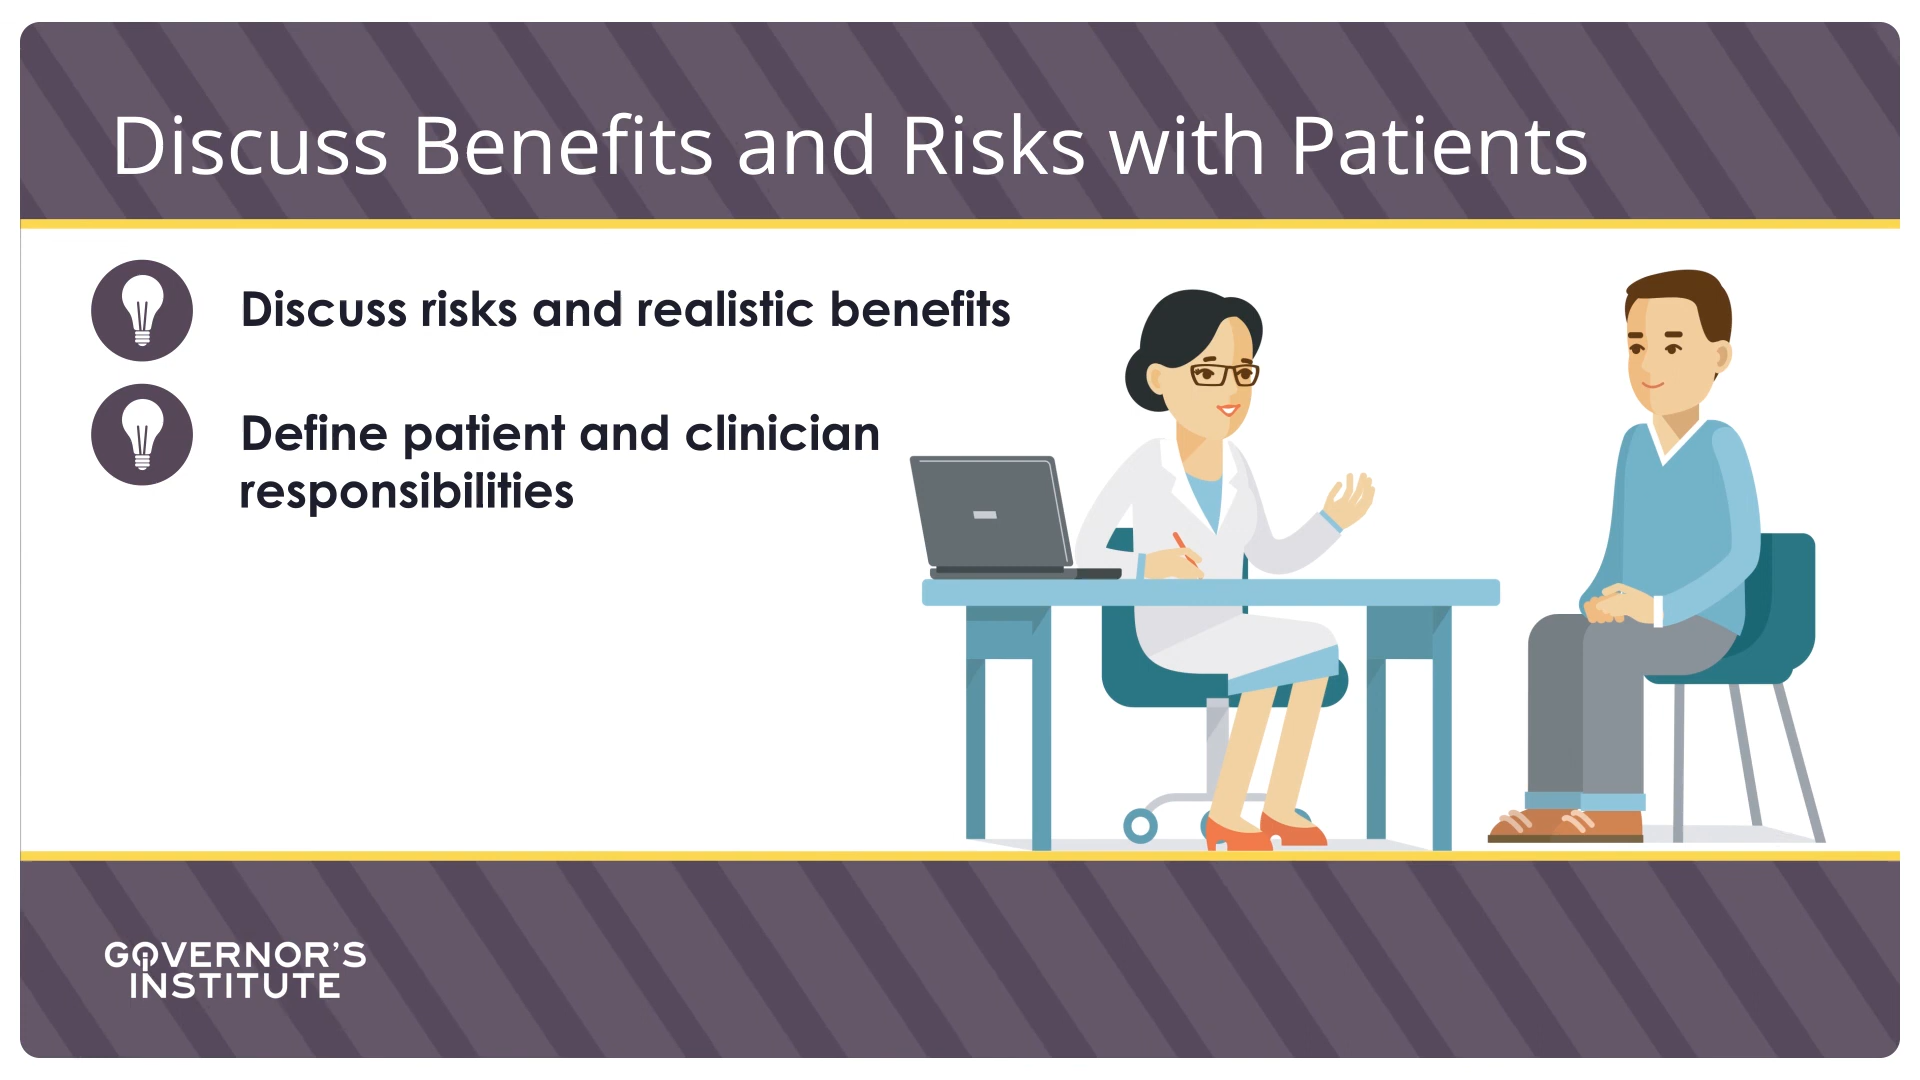 Discuss Benefits and Risks with Patients
Discuss risks and realistic benefits
Define patient and clinician
responsibilities
GOVERNOR'S
INSTITUTE